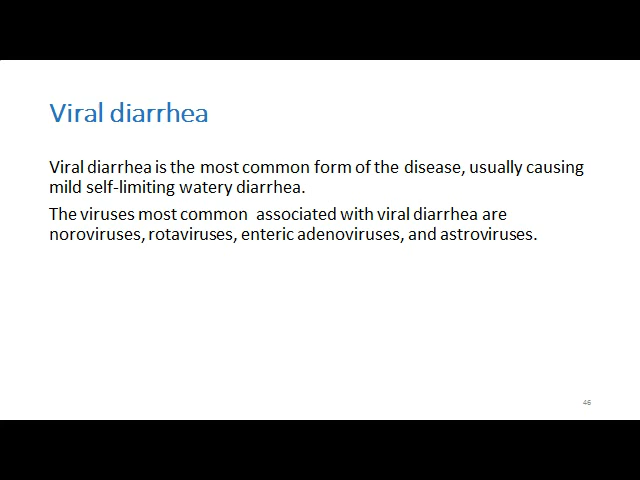 Viral diarrhea
Viral diarrhea is the most common form of the disease, usually causing
mild self-limiting watery diarrhea.
The viruses most common  associated with viral diarrhea are
noroviruses, rotaviruses, enteric adenoviruses, and astroviruses.
46